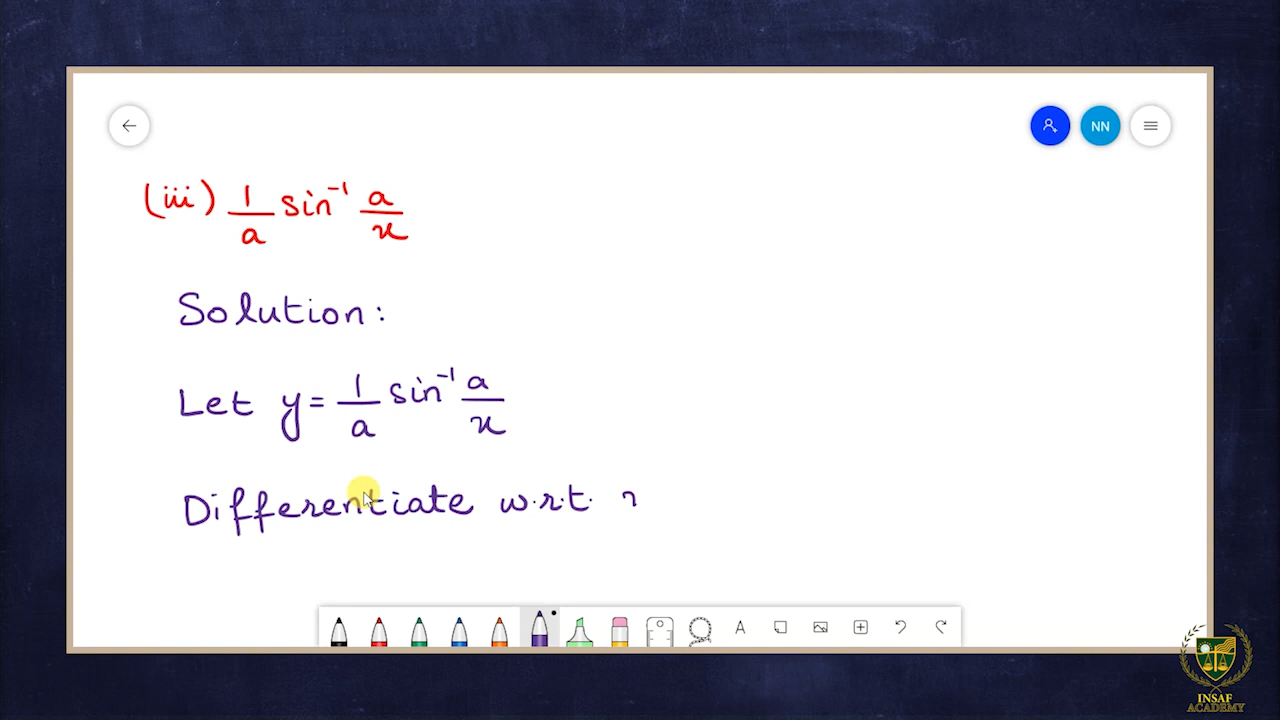 NN
(iii) 1/a sin⁻¹ a/x
Solution:
Let y = 1/a sin⁻¹ a/x
Differentiate w.r.t.
A
INSAF
ACADEMY